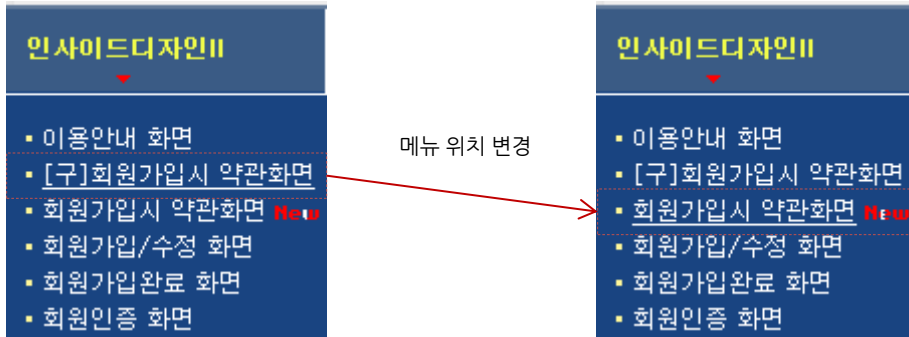 인사이드디자인II
이용안내 화면
[구]회원가입시 약관화면
회원가입시 약관화면 New
회원가입/수정 화면
회원가입완료 화면
회원인증 화면
메뉴 위치 변경
인사이드디자인II
이용안내 화면
[구]회원가입시 약관화면
회원가입시 약관화면 New
회원가입/수정 화면
회원가입완료 화면
회원인증 화면